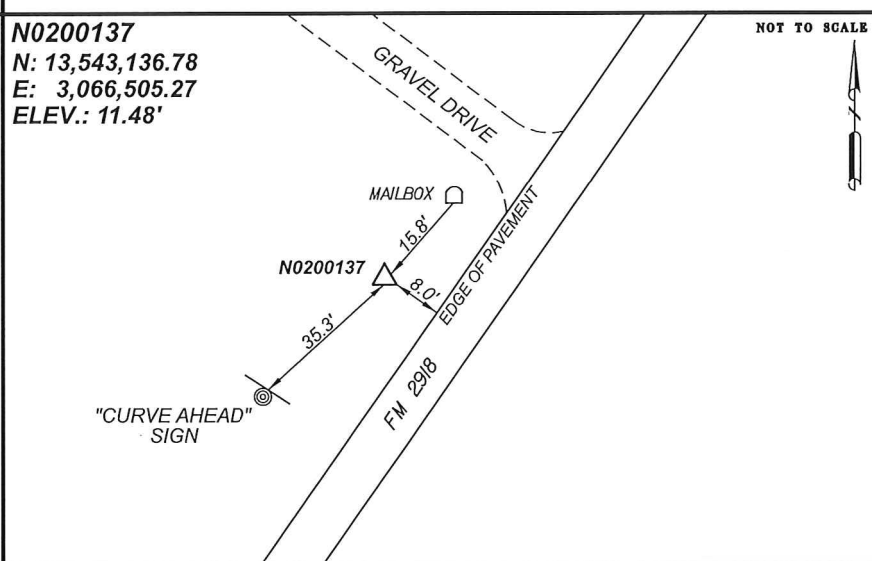 N0200137
N: 13,543,136.78
E: 3,066,505.27
ELEV.: 11.48'
NOT TO SCALE
N
GRAVEL DRIVE
MAILBOX
15.8'
N0200137
8.0'
EDGE OF PAVEMENT
35.3'
FM 2918
"CURVE AHEAD"
SIGN